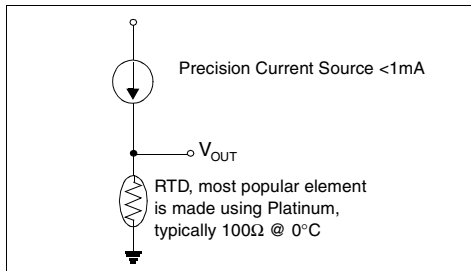 Precision Current Source <1mA
VOUT
RTD, most popular element
is made using Platinum,
typically 100Ω @ 0°C